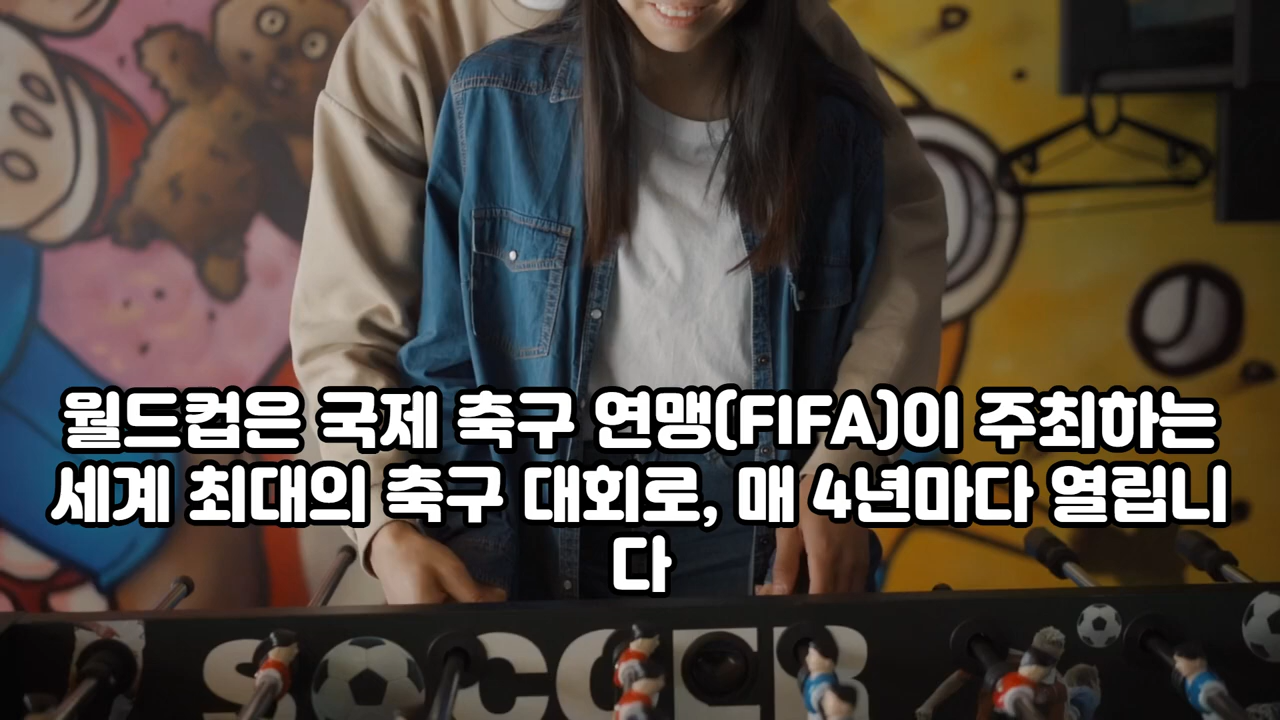 월드컵은 국제 축구 연맹(FIFA)이 주최하는
세계 최대의 축구 대회로, 매 4년마다 열립니
다
SOCCER